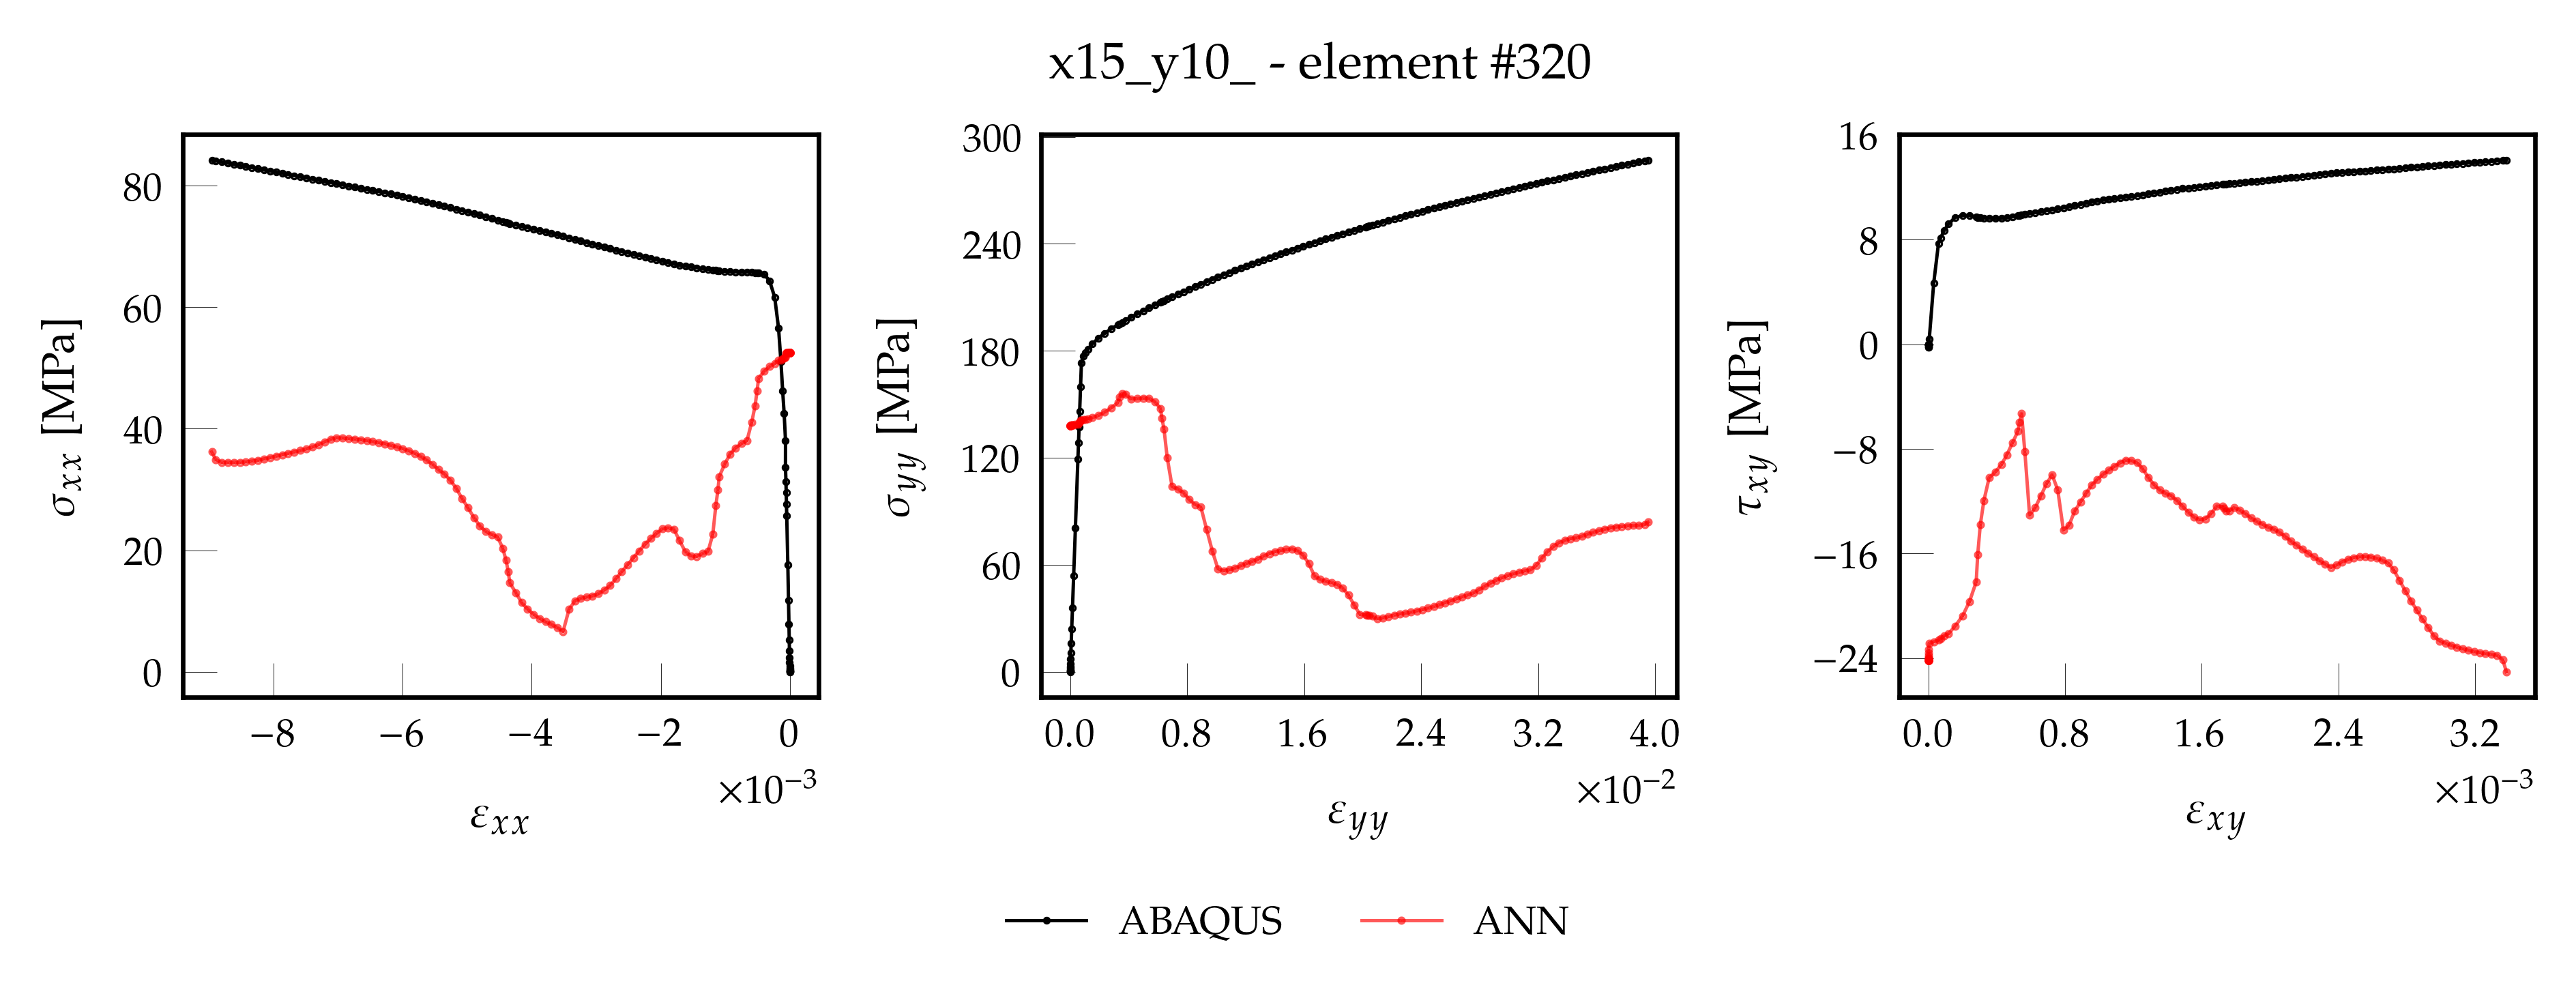 x15_y10_ - element #320
σxx [MPa]
80
60
40
20
0
−8 −6 −4 −2 0
×10−3
εxx
σyy [MPa]
300
240
180
120
60
0
0.0 0.8 1.6 2.4 3.2 4.0
×10−2
εyy
τxy [MPa]
16
8
0
−8
−16
−24
0.0 0.8 1.6 2.4 3.2
×10−3
εxy
ABAQUS ANN